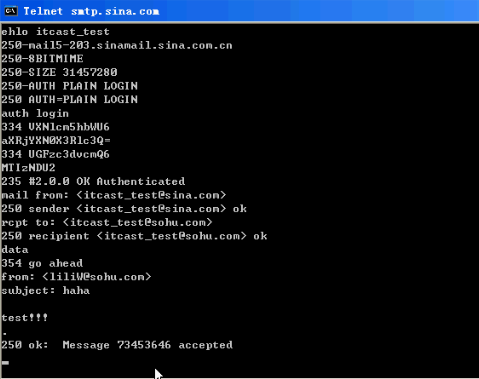 Telnet smtp.sina.com
ehlo itcast_test
250-mail5-203.sinamail.sina.com.cn
250-8BITMIME
250-SIZE 31457280
250-AUTH PLAIN LOGIN
250 AUTH=PLAIN LOGIN
auth login
334 VXNlcm5hbWU6
aXRjYXN0X3Rlc3Q=
334 UGFzc3dvcmQ6
MTIzNDU2
235 #2.0.0 OK Authenticated
mail from: <itcast_test@sina.com>
250 sender <itcast_test@sina.com> ok
rcpt to: <itcast_test@sohu.com>
250 recipient <itcast_test@sohu.com> ok
data
354 go ahead
from: <liliW@sohu.com>
subject: haha
test!!!
.
250 ok:  Message 73453646 accepted